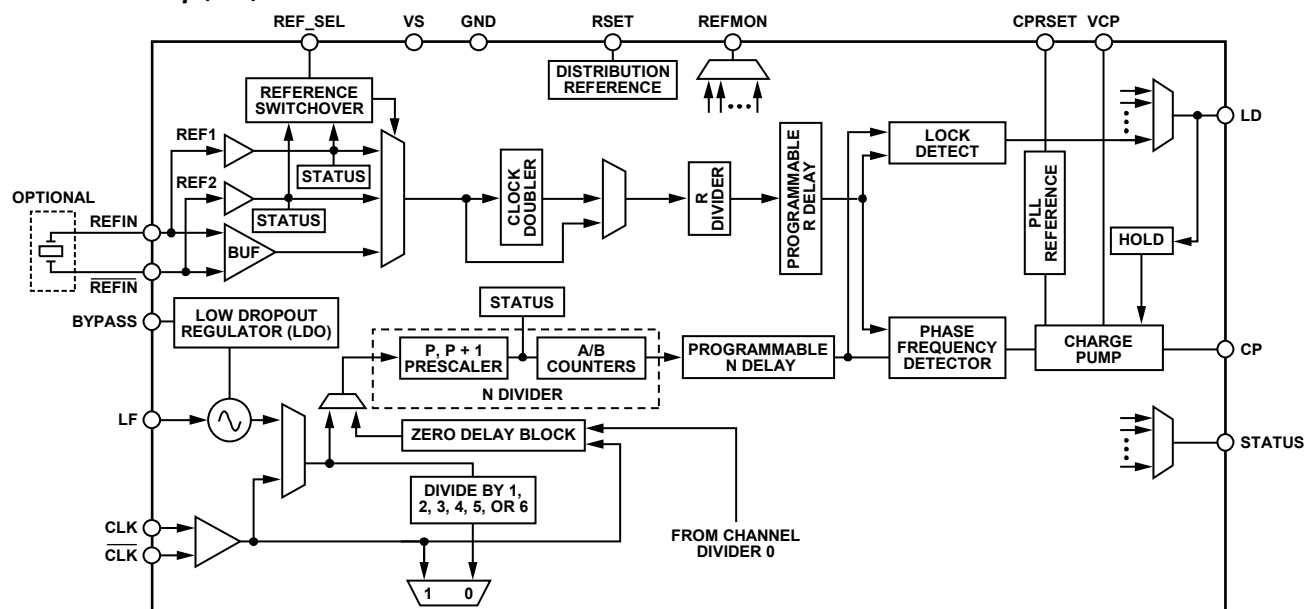 REF_SEL
VS
GND
RSET
REFMON
CPRSET
VCP
DISTRIBUTION
REFERENCE
REFERENCE
SWITCHOVER
LD
REF1
STATUS
REF2
STATUS
CLOCK
DOUBLER
R
DIVIDER
PROGRAMMABLE
R DELAY
LOCK
DETECT
PLL
REFERENCE
HOLD
OPTIONAL
REFIN
BUF
REFIN
BYPASS
LOW DROPOUT
REGULATOR (LDO)
STATUS
P, P + 1
PRESCALER
A/B
COUNTERS
N DIVIDER
PROGRAMMABLE
N DELAY
PHASE
FREQUENCY
DETECTOR
CHARGE
PUMP
CP
LF
ZERO DELAY BLOCK
STATUS
DIVIDE BY 1,
2, 3, 4, 5, OR 6
CLK
CLK
FROM CHANNEL
DIVIDER 0
1 0